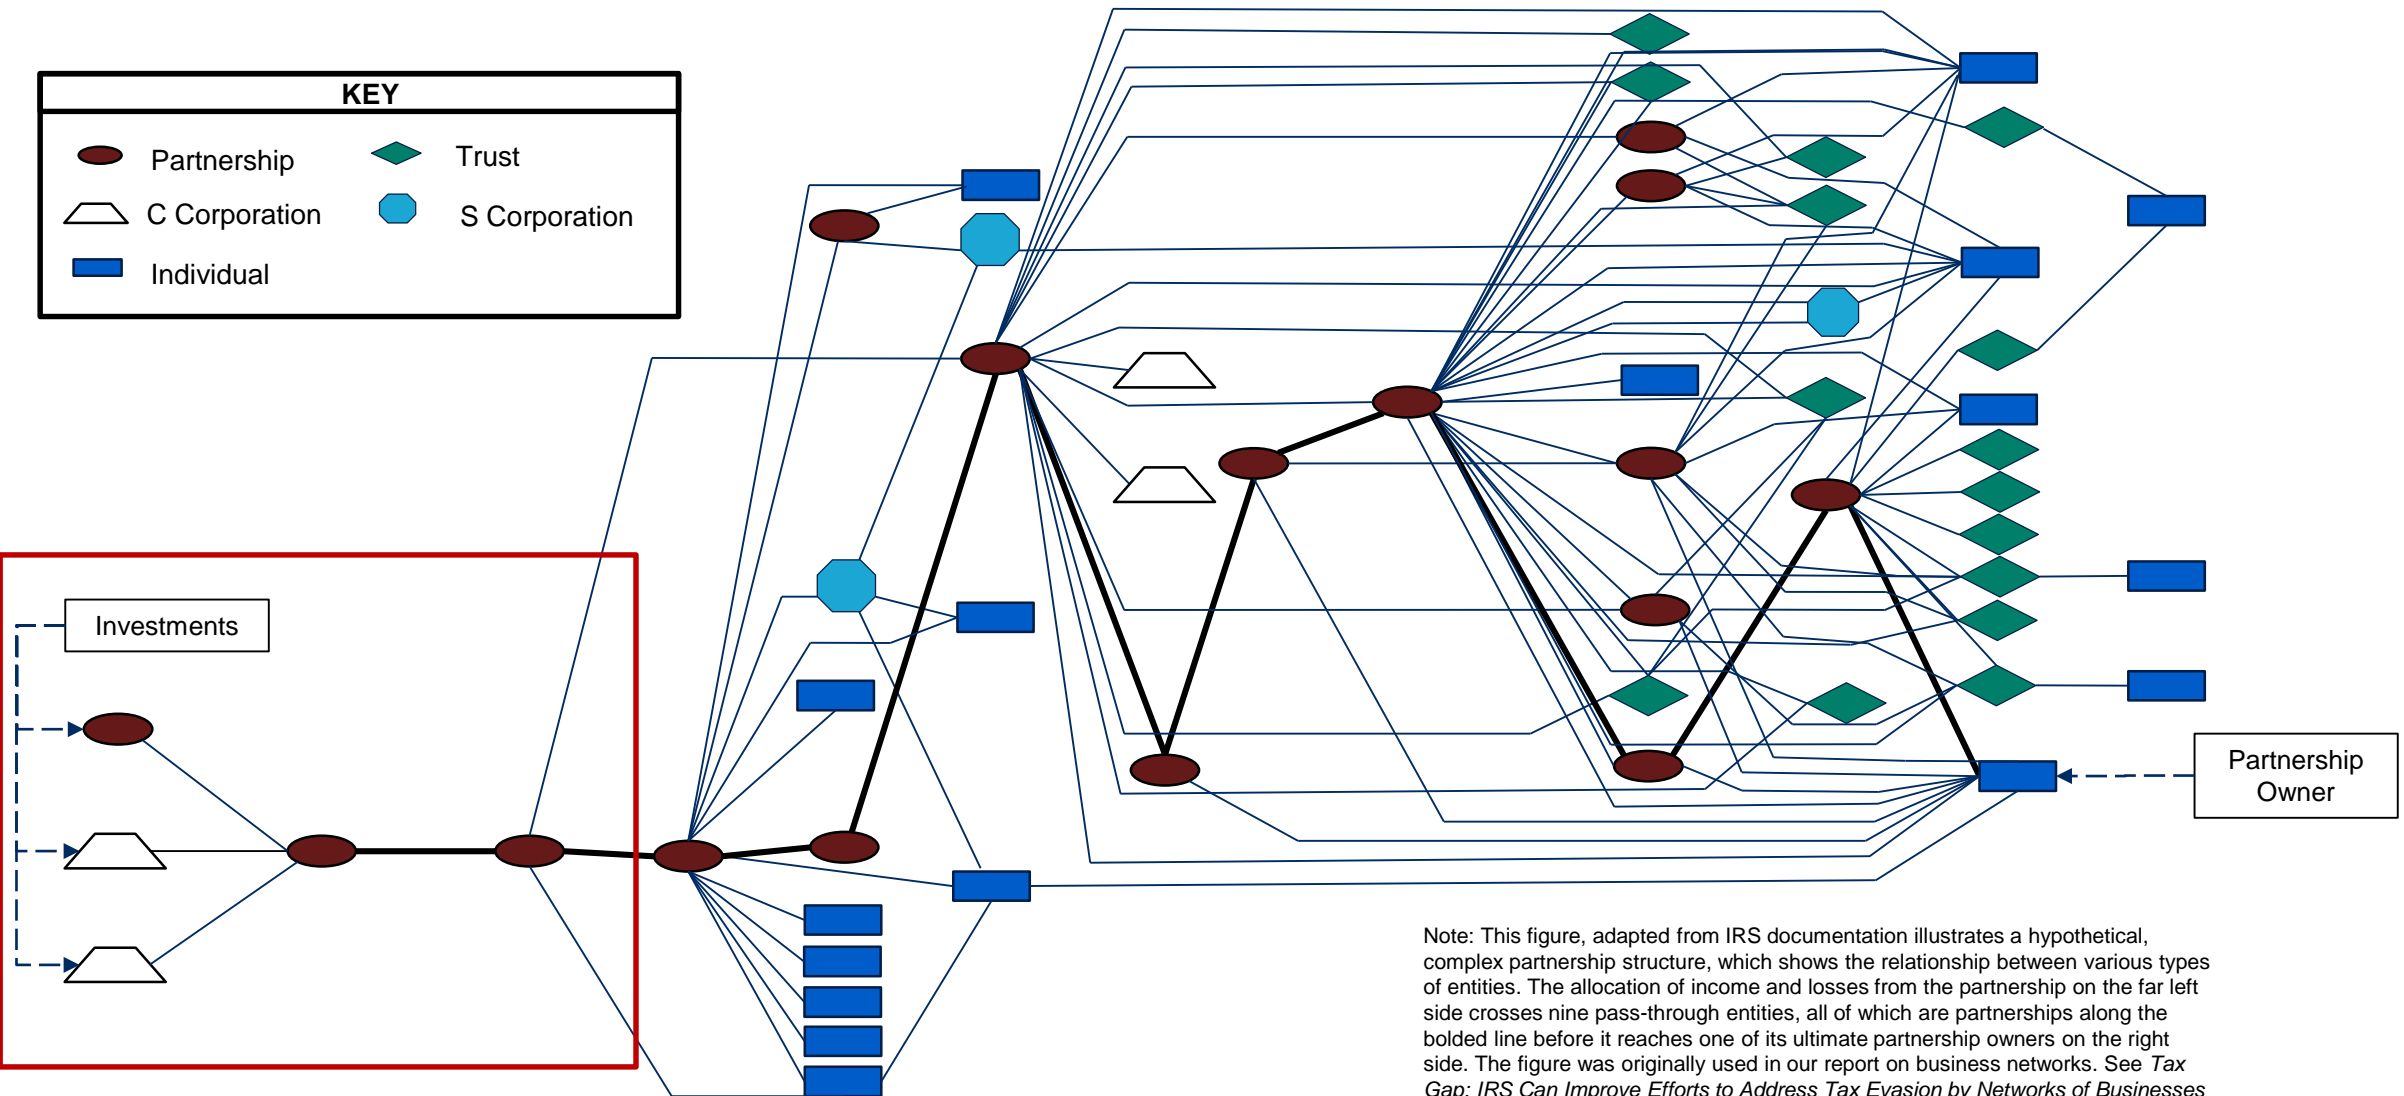 KEY
Partnership
Trust
C Corporation
S Corporation
Individual
Investments
Partnership
Owner
Note: This figure, adapted from IRS documentation illustrates a hypothetical,
complex partnership structure, which shows the relationship between various types
of entities. The allocation of income and losses from the partnership on the far left
side crosses nine pass-through entities, all of which are partnerships along the
bolded line before it reaches one of its ultimate partnership owners on the right
side. The figure was originally used in our report on business networks. See Tax
Gap: IRS Can Improve Efforts to Address Tax Evasion by Networks of Businesses